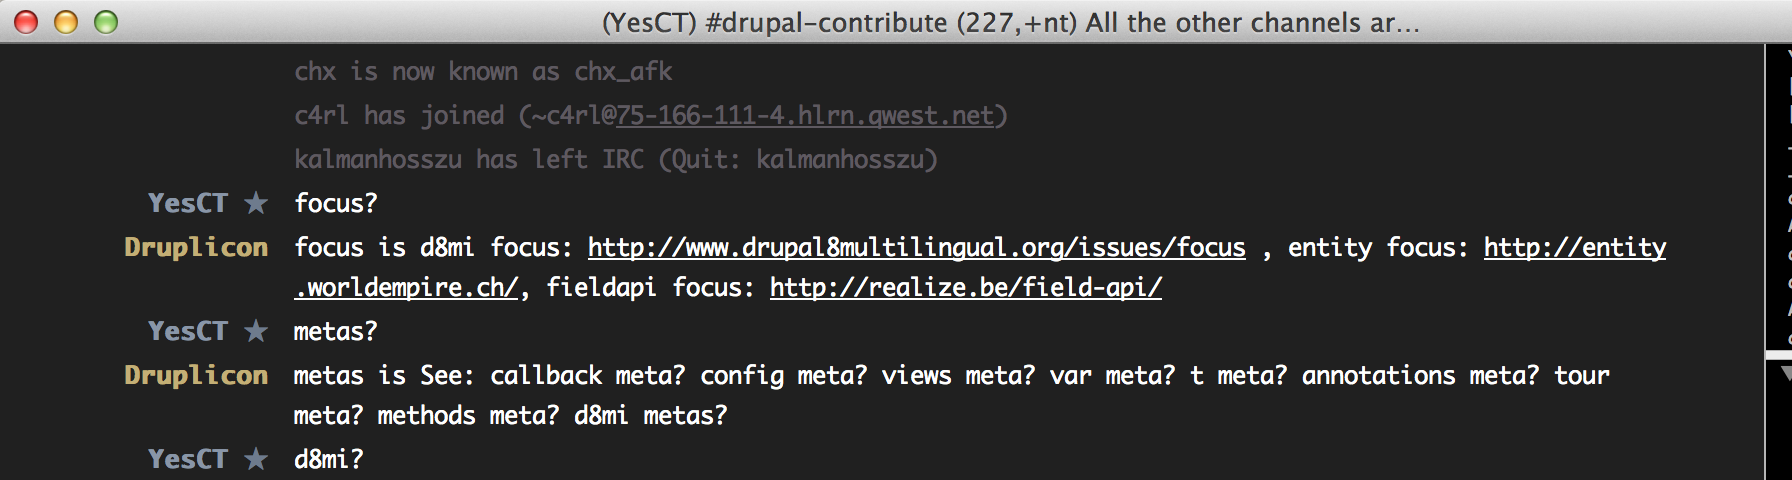 (YesCT) #drupal-contribute (227,+nt) All the other channels ar...
chx is now known as chx_afk
c4rl has joined (~c4rl@75-166-111-4.hlrn.qwest.net)
kalmanhosszu has left IRC (Quit: kalmanhosszu)
YesCT ★ focus?
Druplicon focus is d8mi focus: http://www.drupal8multilingual.org/issues/focus , entity focus: http://entity
.worldempire.ch/, fieldapi focus: http://realize.be/field-api/
YesCT ★ metas?
Druplicon metas is See: callback meta? config meta? views meta? var meta? t meta? annotations meta? tour
meta? methods meta? d8mi metas?
YesCT ★ d8mi?